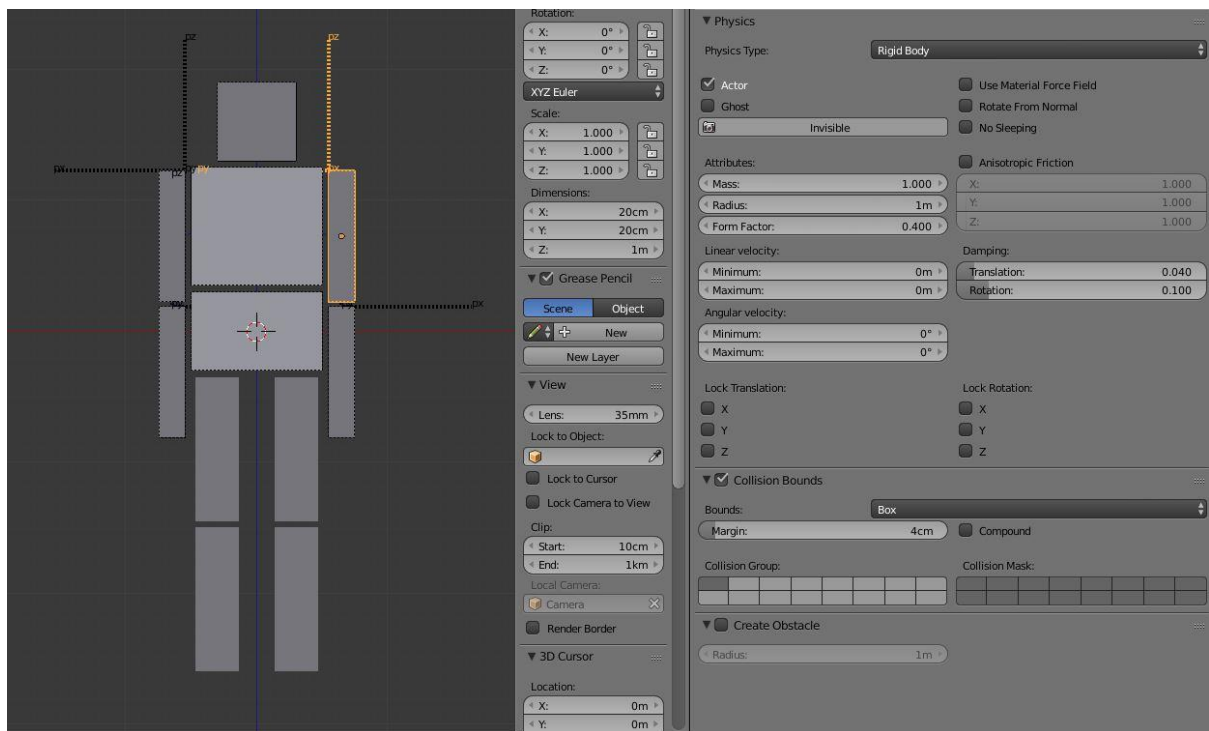 pz
pz
px
pz
py
py
px
py
py
px
Rotation:
X: 0°
Y: 0°
Z: 0°
XYZ Euler
Scale:
X: 1.000
Y: 1.000
Z: 1.000
Dimensions:
X: 20cm
Y: 20cm
Z: 1m
Grease Pencil
Scene Object
New
New Layer
View
Lens: 35mm
Lock to Object:
Lock to Cursor
Lock Camera to View
Clip:
Start: 10cm
End: 1km
Local Camera:
Camera
Render Border
3D Cursor
Location:
X: 0m
Y: 0m
Physics
Physics Type: Rigid Body
Actor Use Material Force Field
Ghost Rotate From Normal
Invisible No Sleeping
Attributes: Anisotropic Friction
Mass: 1.000 X: 1.000
Radius: 1m Y: 1.000
Form Factor: 0.400 Z: 1.000
Linear velocity: Damping:
Minimum: 0m Translation: 0.040
Maximum: 0m Rotation: 0.100
Angular velocity:
Minimum: 0°
Maximum: 0°
Lock Translation: Lock Rotation:
X X
Y Y
Z Z
Collision Bounds
Bounds: Box
Margin: 4cm Compound
Collision Group: Collision Mask:
Create Obstacle
Radius: 1m